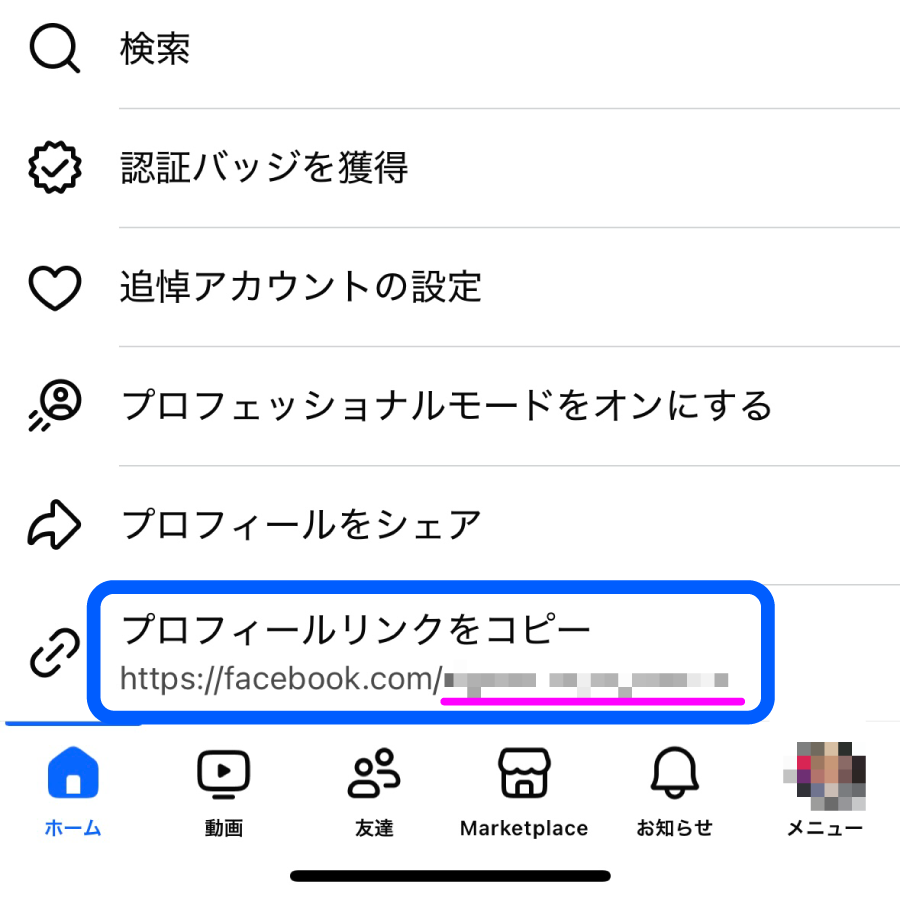 検索
認証バッジを獲得
追悼アカウントの設定
プロフェッショナルモードをオンにする
プロフィールをシェア
プロフィールリンクをコピー
https://facebook.com/
ホーム
動画
友達
Marketplace
お知らせ
メニュー